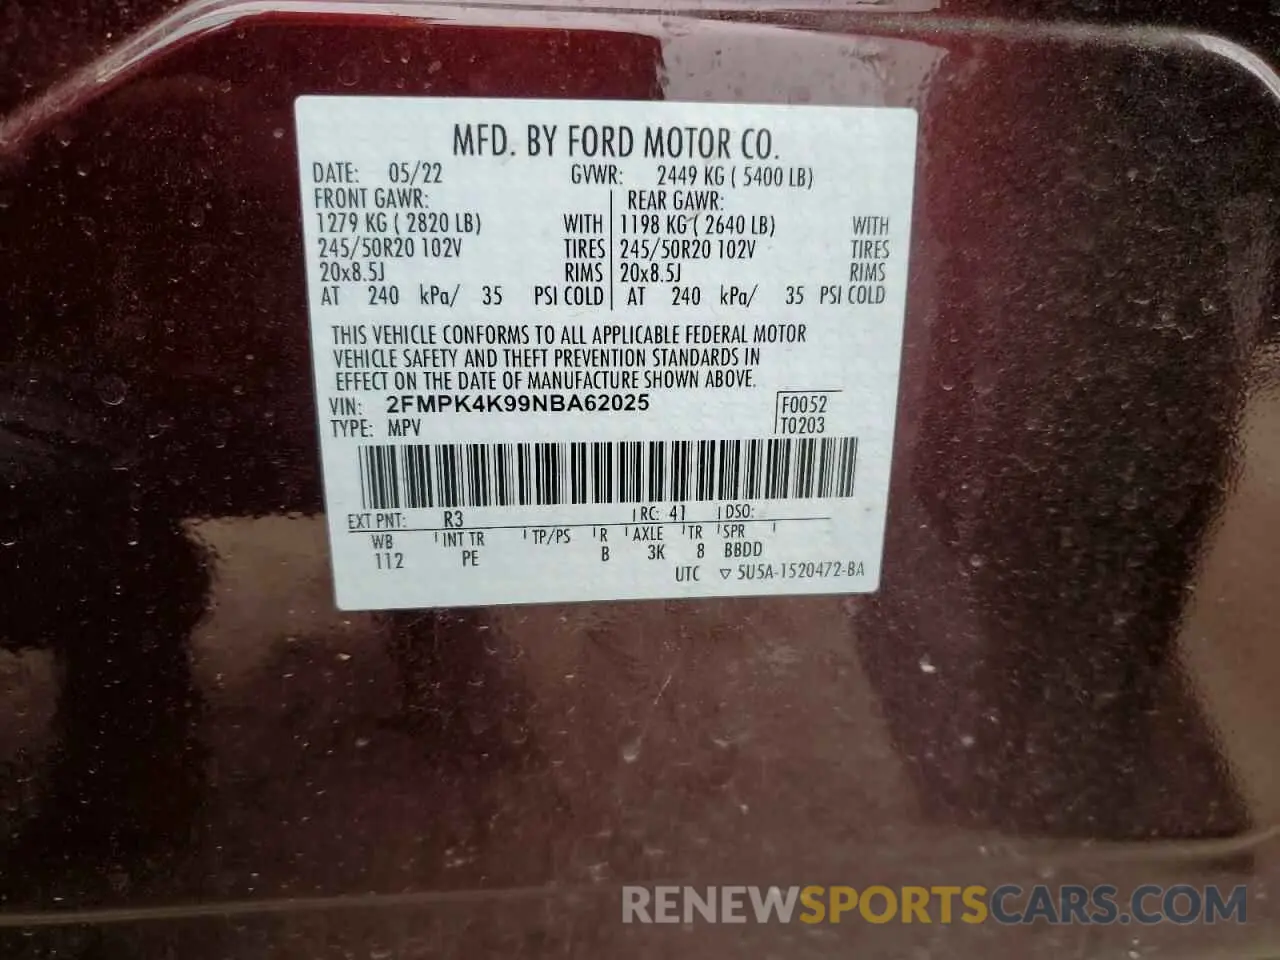 MFD. BY FORD MOTOR CO.
DATE: 05/22 GVWR: 2449 KG ( 5400 LB)
FRONT GAWR: REAR GAWR:
1279 KG ( 2820 LB) WITH 1198 KG ( 2640 LB) WITH
245/50R20 102V TIRES 245/50R20 102V TIRES
20x8.5J RIMS 20x8.5J RIMS
AT 240 kPa/ 35 PSI COLD AT 240 kPa/ 35 PSI COLD
THIS VEHICLE CONFORMS TO ALL APPLICABLE FEDERAL MOTOR
VEHICLE SAFETY AND THEFT PREVENTION STANDARDS IN
EFFECT ON THE DATE OF MANUFACTURE SHOWN ABOVE.
VIN: 2FMPK4K99NBA62025 F0052
TYPE: MPV T0203
EXT PNT: R3 RC: 41 DSO:
WB INT TR TP/PS R AXLE TR SPR
112 PE B 3K 8 BBDD
UTC ▽ 5U5A-1520472-BA
RENEWSPORTSCARS.COM